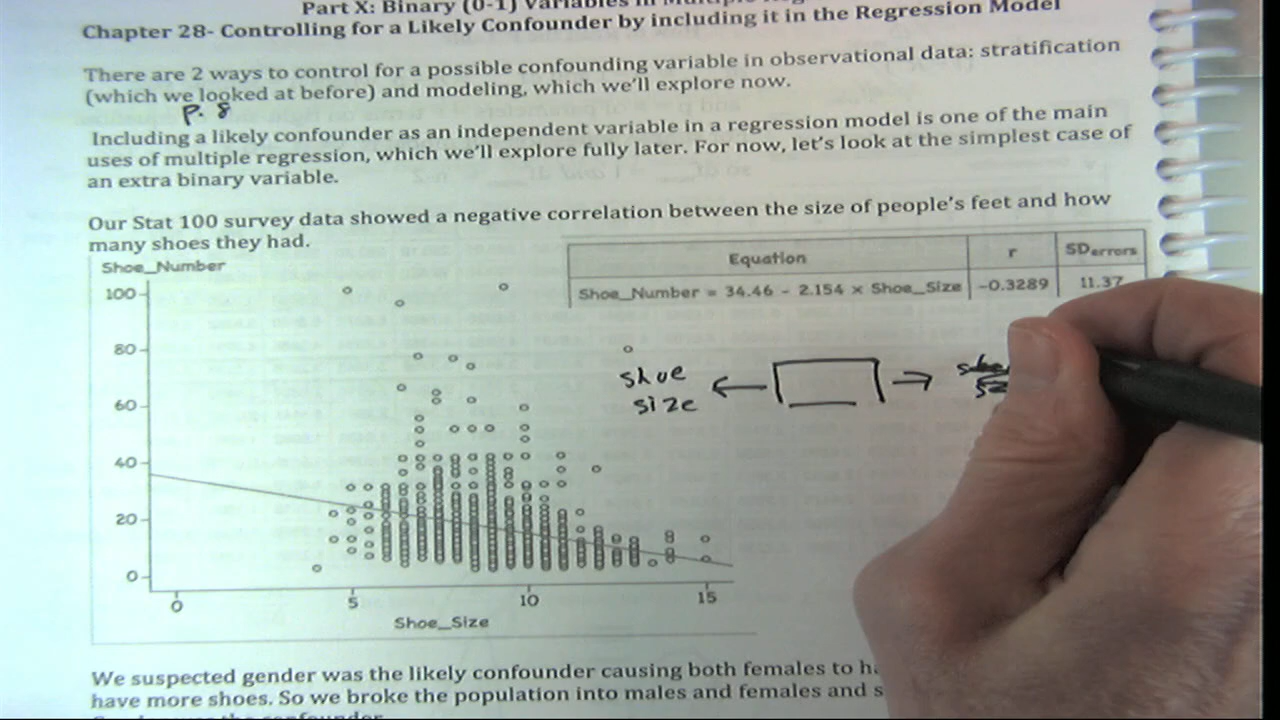 Part X: Binary (0-1) Variables in Multiple
Chapter 28- Controlling for a Likely Confounder by including it in the Regression Model
There are 2 ways to control for a possible confounding variable in observational data: stratification
(which we looked at before) and modeling, which we'll explore now.
P. 8
Including a likely confounder as an independent variable in a regression model is one of the main
uses of multiple regression, which we'll explore fully later. For now, let's look at the simplest case of
an extra binary variable.
Our Stat 100 survey data showed a negative correlation between the size of people's feet and how
many shoes they had.
Shoe_Number
Equation r SDerrors
Shoe_Number = 34.46 - 2.154 × Shoe_Size -0.3289 11.37
100
80
60
40
20
0
shoe
size
0 5 10 15
Shoe_Size
We suspected gender was the likely confounder causing both females to
have more shoes. So we broke the population into males and females and